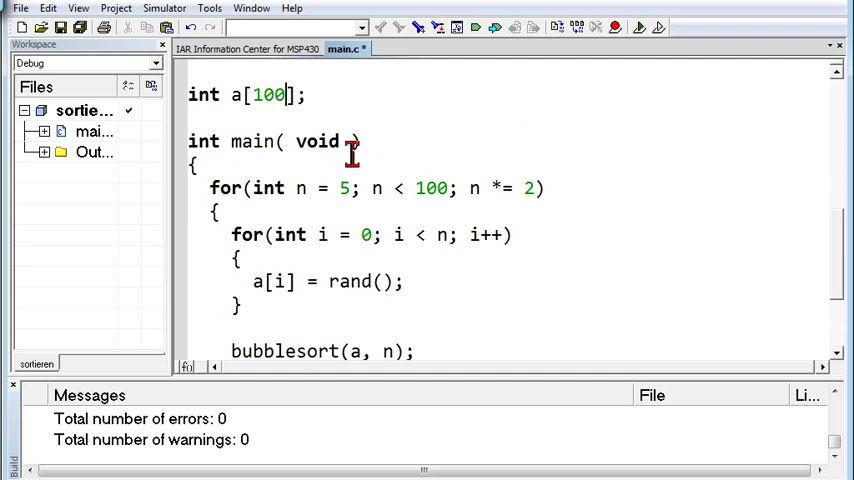 File Edit View Project Simulator Tools Window Help
Workspace
IAR Information Center for MSP430 main.c *
Debug
Files
sortie...
mai...
Out...
sortieren
int a[100];
int main( void )
{
for(int n = 5; n < 100; n *= 2)
{
for(int i = 0; i < n; i++)
{
a[i] = rand();
}
bubblesort(a, n);
f()
Messages File Li...
Total number of errors: 0
Total number of warnings: 0
Build